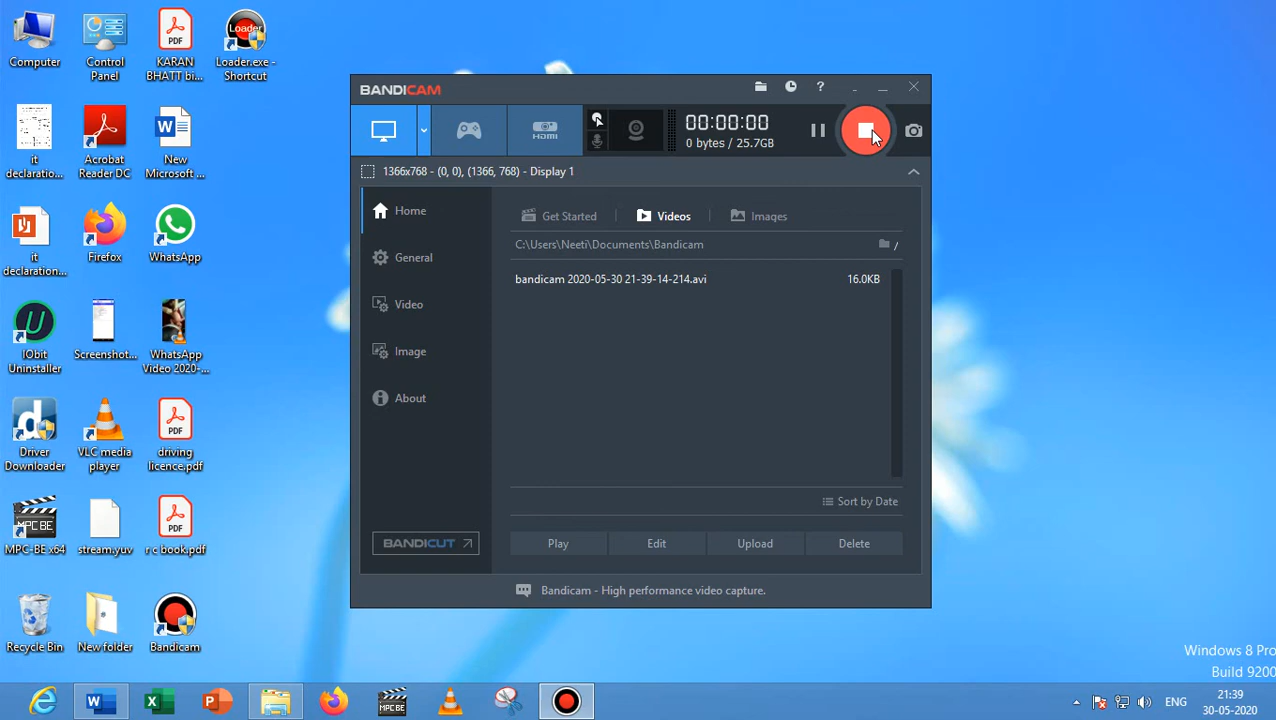 Computer
Control
Panel
KARAN
BHATT bi...
Loader.exe -
Shortcut
it
declaratio...
Acrobat
Reader DC
New
Microsoft ...
it
declaration...
Firefox
WhatsApp
IObit
Uninstaller
Screenshot...
WhatsApp
Video 2020-...
Driver
Downloader
VLC media
player
driving
licence.pdf
MPC-BE x64
stream.yuv
r c book.pdf
Recycle Bin
New folder
Bandicam
BANDICAM
?
HDMI
00:00:00
0 bytes / 25.7GB
1366x768 - (0, 0), (1366, 768) - Display 1
Home
General
Video
Image
About
BANDICUT
Get Started
Videos
Images
C:\Users\Neeti\Documents\Bandicam
/
bandicam 2020-05-30 21-39-14-214.avi 16.0KB
Sort by Date
Play
Edit
Upload
Delete
Bandicam - High performance video capture.
Windows 8 Pro
Build 9200
ENG
21:39
30-05-2020